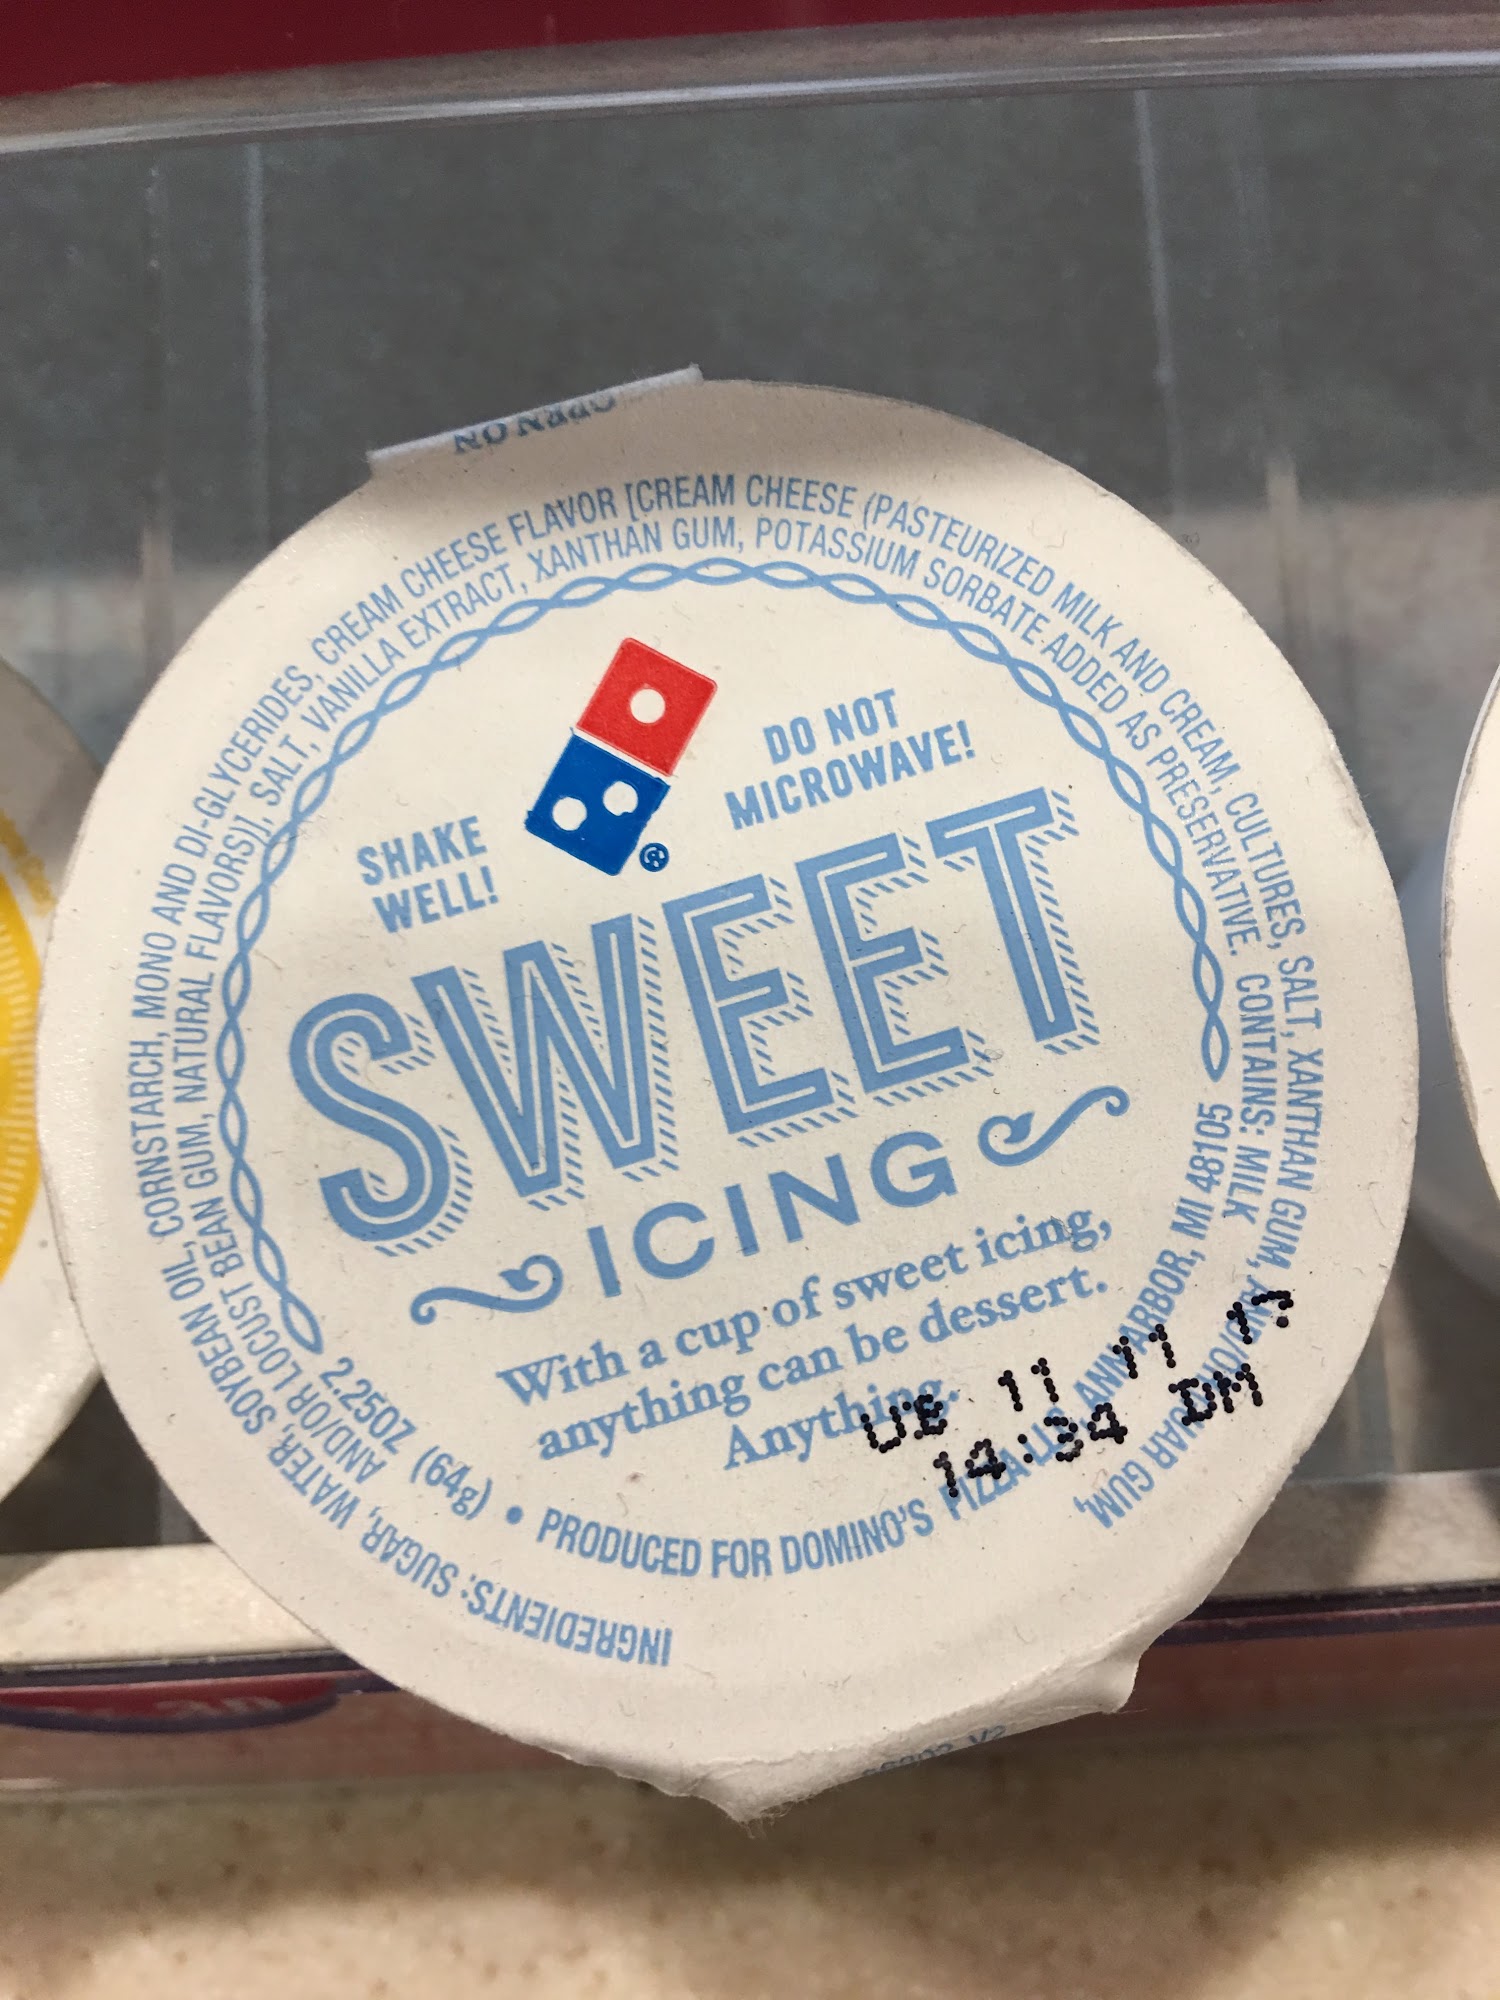 OPEN ON
SHAKE
WELL!
DO NOT
MICROWAVE!
®
SWEET
ICING
With a cup of sweet icing,
anything can be dessert.
Anything.
UB 11 11
14:34 DM
2.25OZ (64g) • PRODUCED FOR DOMINO'S PIZZA LLC, ANN ARBOR, MI 48105
INGREDIENTS: SUGAR, WATER, SOYBEAN OIL, CORNSTARCH, MONO AND DI-GLYCERIDES, CREAM CHEESE FLAVOR [CREAM CHEESE (PASTEURIZED MILK AND CREAM, CULTURES, SALT, XANTHAN GUM, AND/OR GUAR GUM,
AND/OR LOCUST BEAN GUM, NATURAL FLAVORS)], SALT, VANILLA EXTRACT, XANTHAN GUM, POTASSIUM SORBATE ADDED AS PRESERVATIVE. CONTAINS: MILK